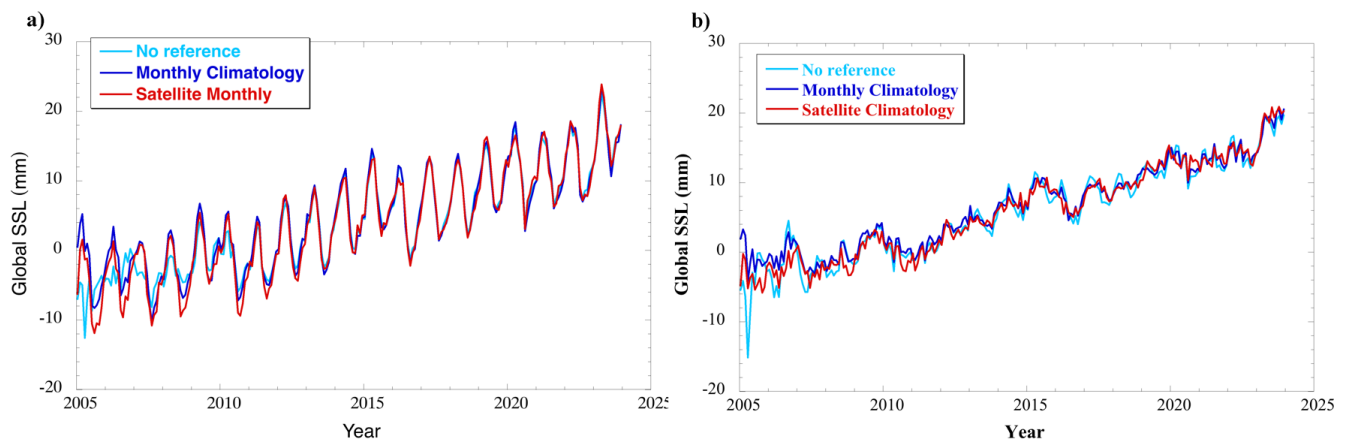 a)
No reference
Monthly Climatology
Satellite Monthly
Global SSL (mm)
30
20
10
0
-10
-20
2005
2010
2015
2020
2025
Year
b)
No reference
Monthly Climatology
Satellite Climatology
Global SSL (mm)
30
20
10
0
-10
-20
2005
2010
2015
2020
2025
Year